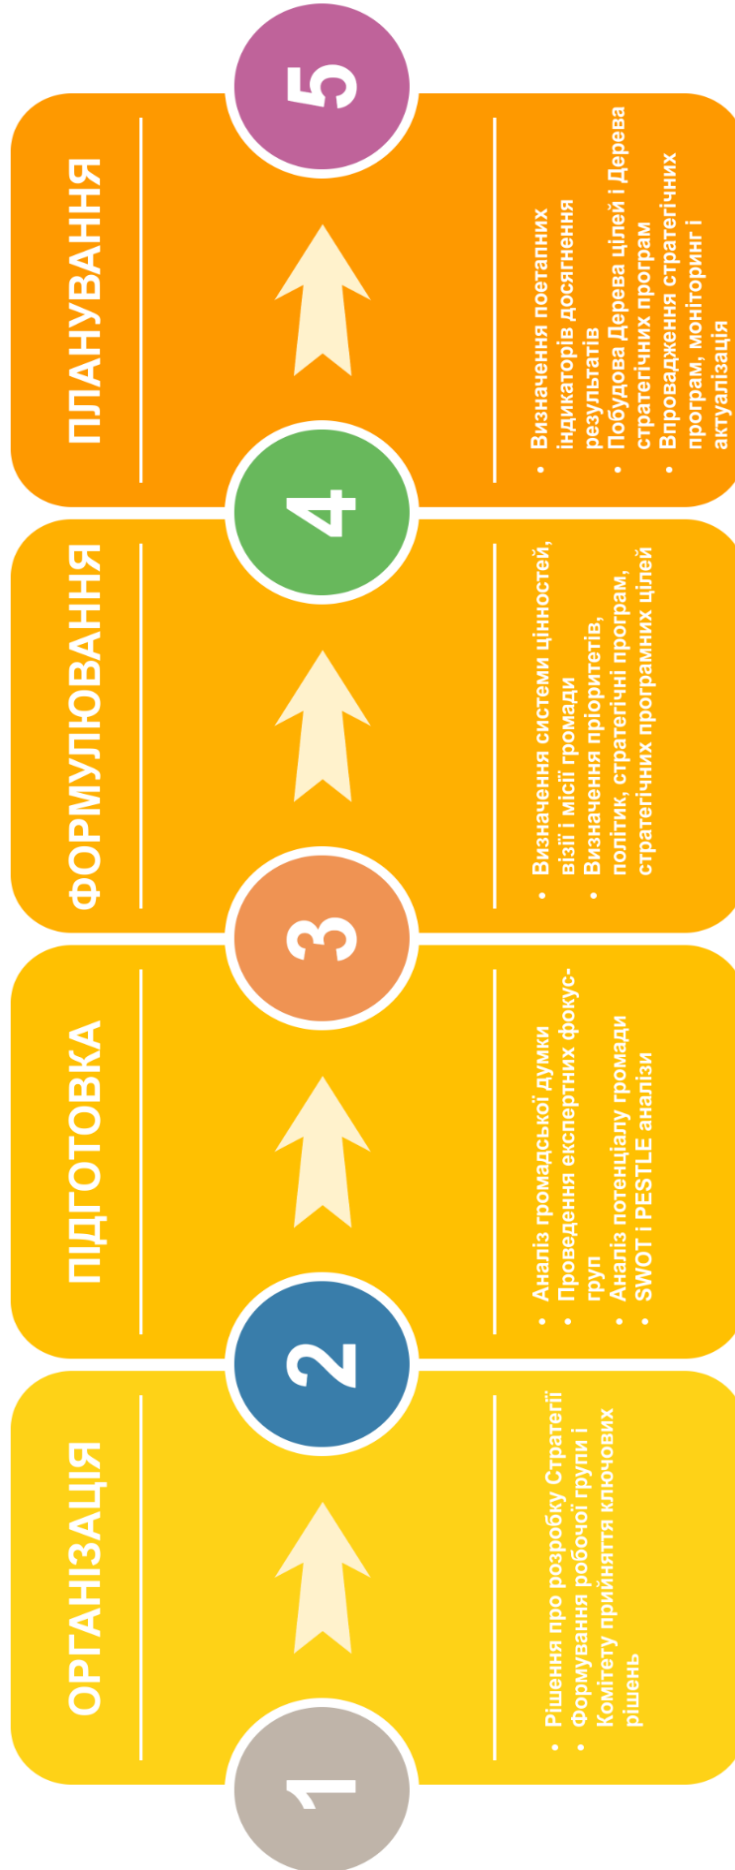 1
ОРГАНІЗАЦІЯ
• Рішення про розробку Стратегії
• Формування робочої групи і
Комітету прийняття ключових
рішень
2
ПІДГОТОВКА
• Аналіз громадської думки
• Проведення експертних фокус-
груп
• Аналіз потенціалу громади
• SWOT і PESTLE аналізи
3
ФОРМУЛЮВАННЯ
• Визначення системи цінностей,
візії і місії громади
• Визначення пріоритетів,
політик, стратегічні програм,
стратегічних програмних цілей
4
ПЛАНУВАННЯ
• Визначення поетапних
індикаторів досягнення
результатів
• Побудова Дерева цілей і Дерева
стратегічних програм
• Впровадження стратегічних
програм, моніторинг і
актуалізація
5